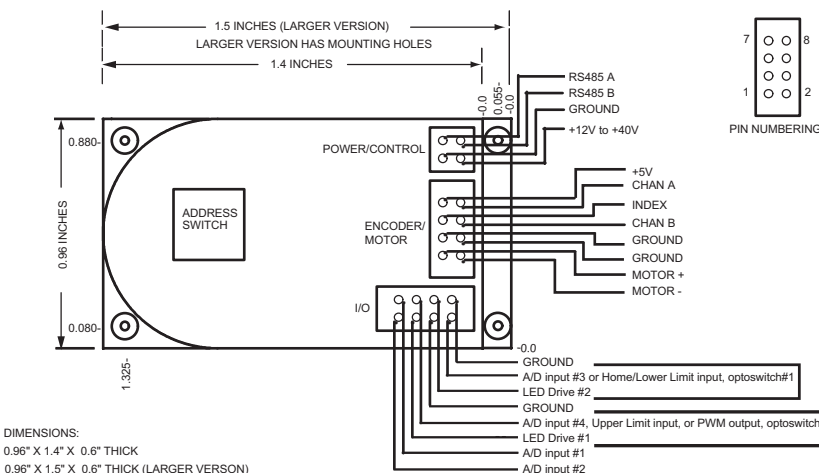 1.5 INCHES (LARGER VERSION)
LARGER VERSION HAS MOUNTING HOLES
1.4 INCHES
-0.0
0.055-
-0.0
RS485 A
RS485 B
GROUND
+12V to +40V
7 8
1 2
PIN NUMBERING
0.880-
POWER/CONTROL
0.96 INCHES
ADDRESS
SWITCH
ENCODER/
MOTOR
+5V
CHAN A
INDEX
CHAN B
GROUND
GROUND
MOTOR +
MOTOR -
I/O
0.080-
-0.0
1.325-
GROUND
A/D input #3 or Home/Lower Limit input, optoswitch#1
LED Drive #2
GROUND
A/D input #4, Upper Limit input, or PWM output, optoswitch
LED Drive #1
A/D input #1
A/D input #2
DIMENSIONS:
0.96" X 1.4" X 0.6" THICK
0.96" X 1.5" X 0.6" THICK (LARGER VERSON)